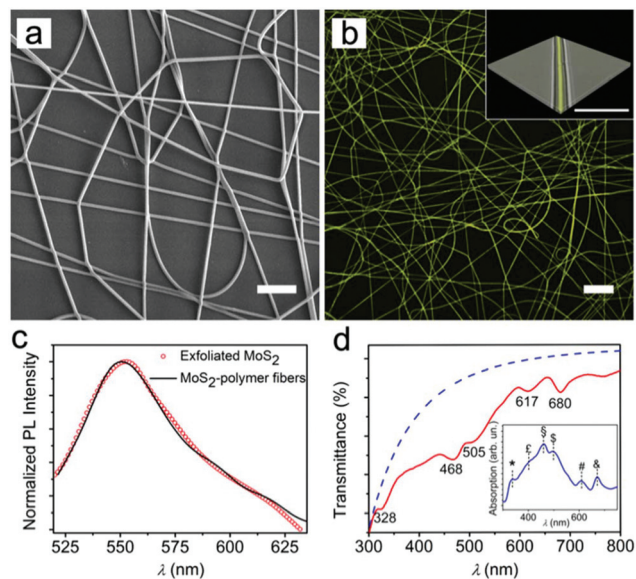 a
b
c
Normalized PL Intensity
Exfoliated MoS2
MoS2-polymer fibers
525 550 575 600 625
λ (nm)
d
Transmittance (%)
328
468
505
617
680
300 400 500 600 700 800
λ (nm)
Absorption (arb. un.)
* £ § $ # &
400 600
λ (nm)